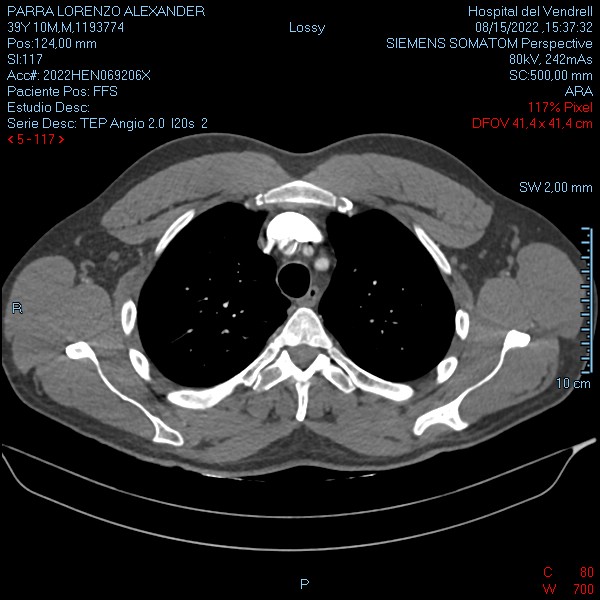 PARRA LORENZO ALEXANDER
39Y 10M,M,1193774
Pos:124,00 mm
SI:117
Acc#: 2022HEN069206X
Paciente Pos: FFS
Estudio Desc:
Serie Desc: TEP Angio 2.0 I20s 2
< 5 - 117 >
Lossy
Hospital del Vendrell
08/15/2022 ,15:37:32
SIEMENS SOMATOM Perspective
80kV, 242mAs
SC:500,00 mm
ARA
117% Pixel
DFOV 41,4 x 41,4 cm
SW 2,00 mm
R
10 cm
P
C 80
W 700